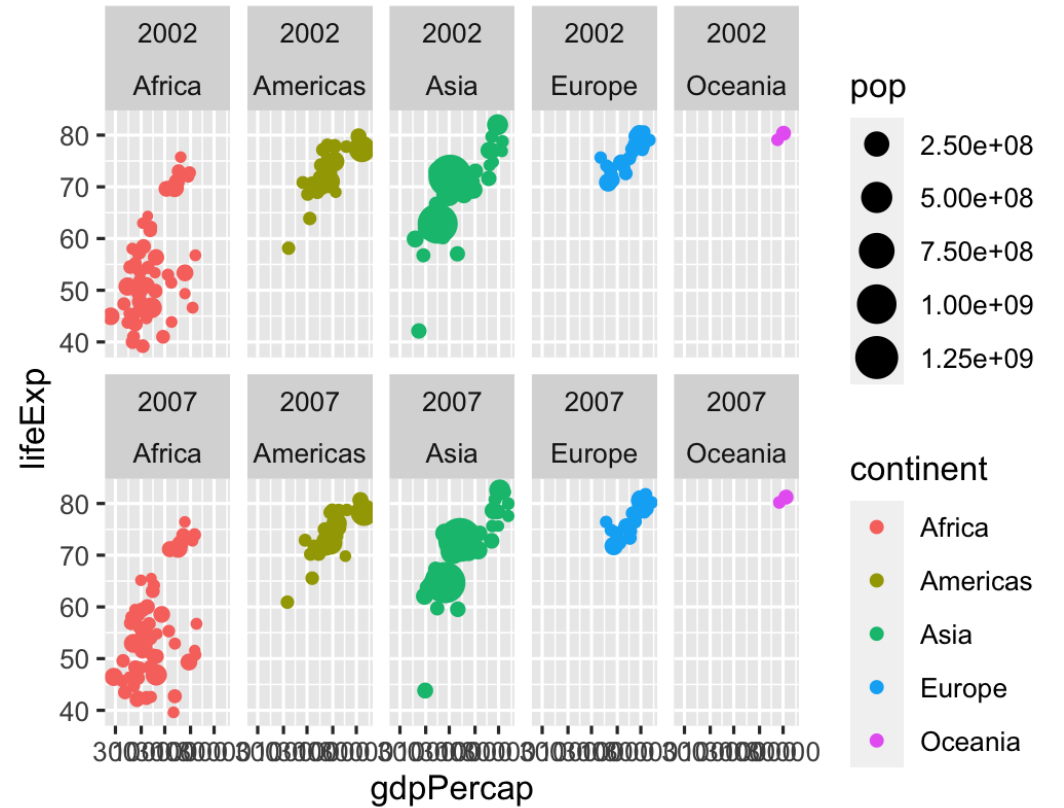 2002 2002 2002 2002 2002
Africa Americas Asia Europe Oceania
80
70
60
50
40
2007 2007 2007 2007 2007
Africa Americas Asia Europe Oceania
80
70
60
50
40
lifeExp
gdpPercap
pop
2.50e+08
5.00e+08
7.50e+08
1.00e+09
1.25e+09
continent
Africa
Americas
Asia
Europe
Oceania